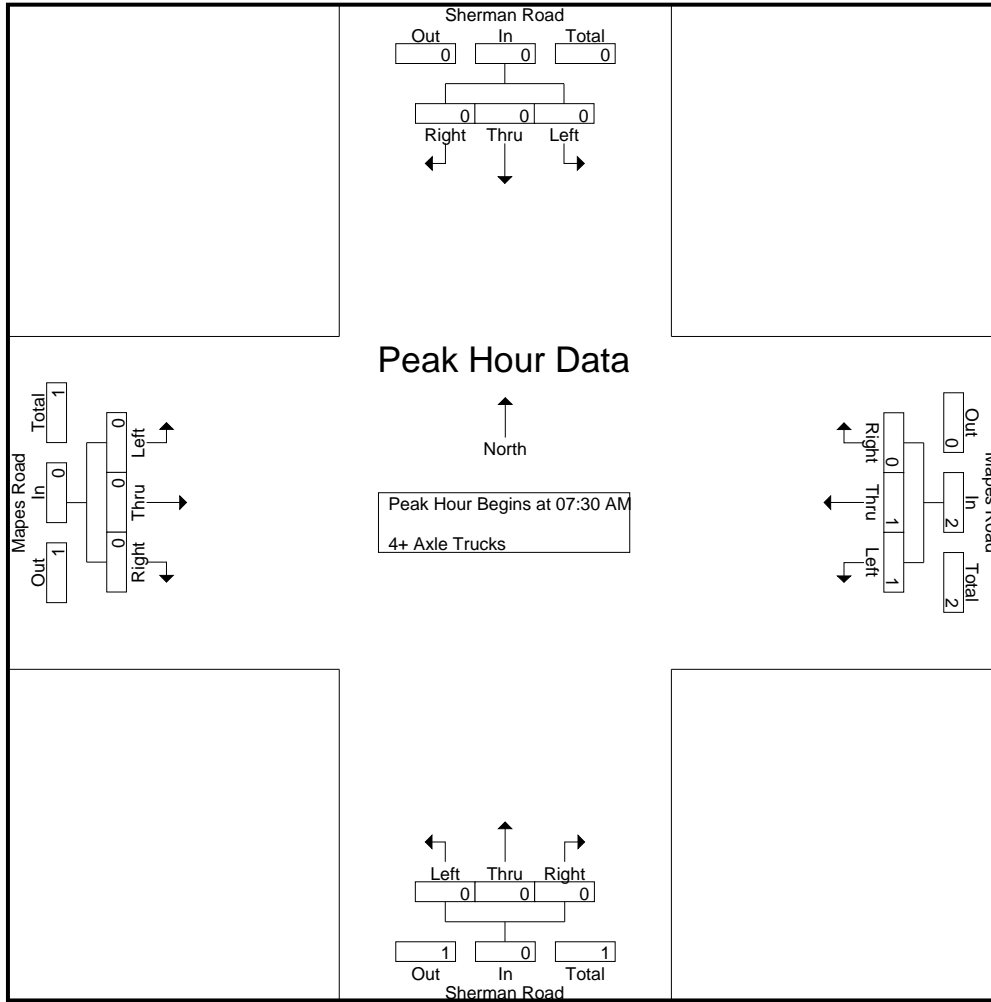 Sherman Road
Out In Total
0 0 0
0 0 0
Right Thru Left
Peak Hour Data
North
Peak Hour Begins at 07:30 AM
4+ Axle Trucks
Mapes Road
Out In Total
1 0 1
0 0 0
Right Thru Left
Mapes Road
Out In Total
0 2 2
0 1 1
Right Thru Left
Left Thru Right
0 0 0
1 0 1
Out In Total
Sherman Road